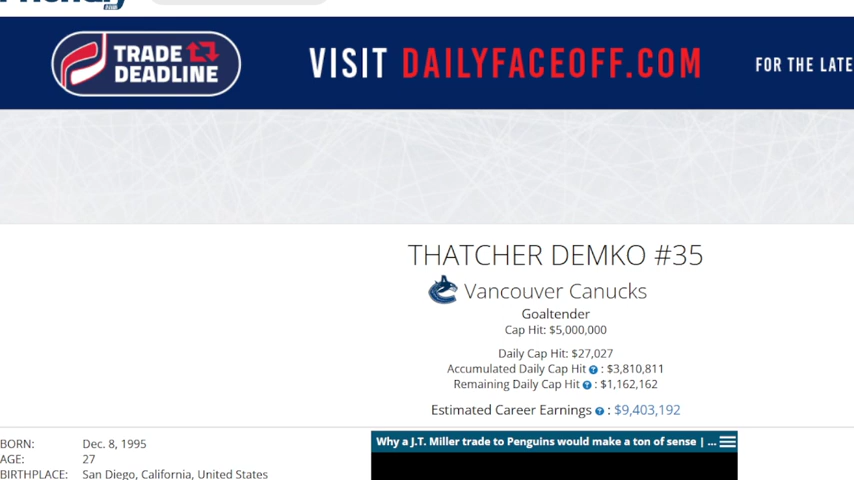 TRADE
DEADLINE
VISIT DAILYFACEOFF.COM
FOR THE LATE
THATCHER DEMKO #35
Vancouver Canucks
Goaltender
Cap Hit: $5,000,000
Daily Cap Hit: $27,027
Accumulated Daily Cap Hit ? : $3,810,811
Remaining Daily Cap Hit ? : $1,162,162
Estimated Career Earnings ? : $9,403,192
BORN: Dec. 8, 1995
AGE: 27
BIRTHPLACE: San Diego, California, United States
Why a J.T. Miller trade to Penguins would make a ton of sense | ...